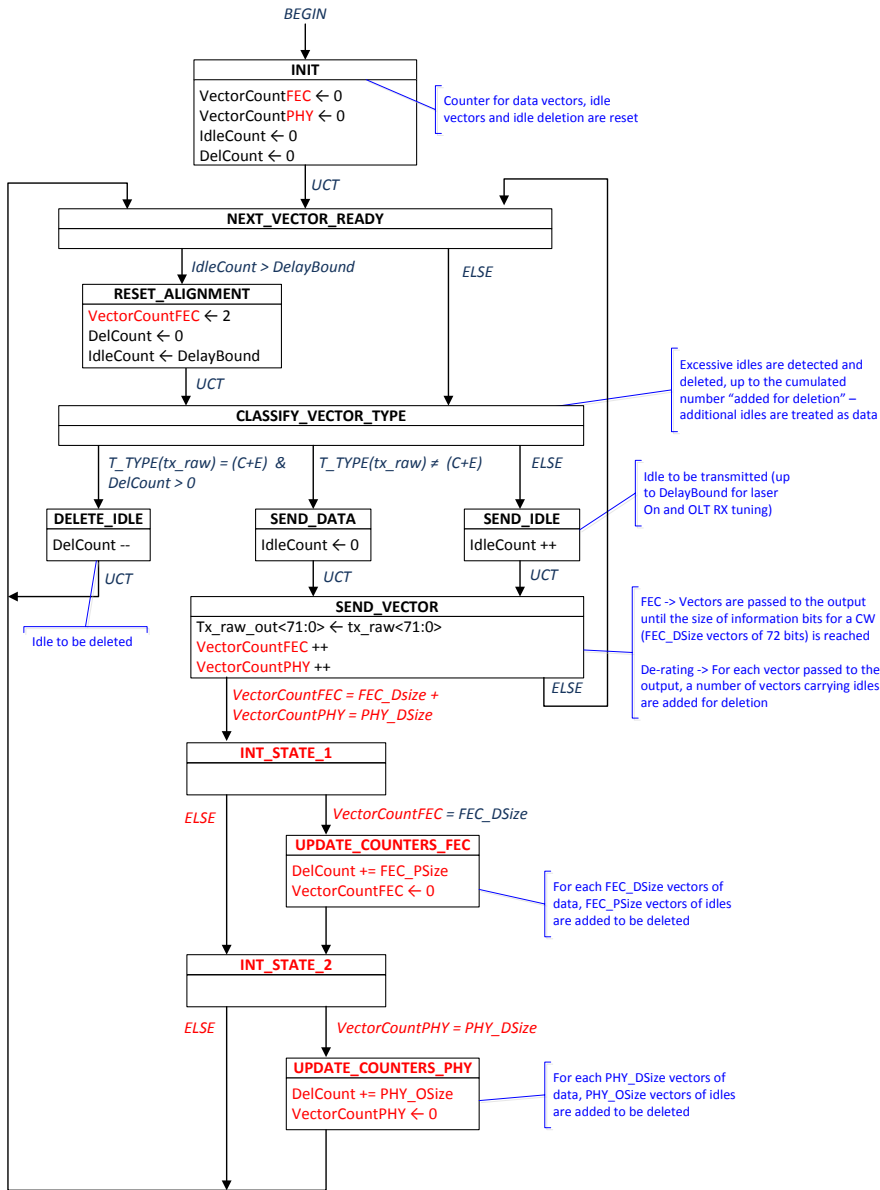 BEGIN
INIT
VectorCountFEC ← 0
VectorCountPHY ← 0
IdleCount ← 0
DelCount ← 0
Counter for data vectors, idle
vectors and idle deletion are reset
UCT
NEXT_VECTOR_READY
IdleCount > DelayBound
ELSE
RESET_ALIGNMENT
VectorCountFEC ← 2
DelCount ← 0
IdleCount ← DelayBound
UCT
Excessive idles are detected and
deleted, up to the cumulated
number “added for deletion” –
additional idles are treated as data
CLASSIFY_VECTOR_TYPE
T_TYPE(tx_raw) = (C+E) &
DelCount > 0
T_TYPE(tx_raw) ≠ (C+E)
ELSE
Idle to be transmitted (up
to DelayBound for laser
On and OLT RX tuning)
DELETE_IDLE
DelCount --
SEND_DATA
IdleCount ← 0
SEND_IDLE
IdleCount ++
UCT
UCT
UCT
Idle to be deleted
SEND_VECTOR
Tx_raw_out<71:0> ← tx_raw<71:0>
VectorCountFEC ++
VectorCountPHY ++
FEC -> Vectors are passed to the output
until the size of information bits for a CW
(FEC_DSize vectors of 72 bits) is reached
De-rating -> For each vector passed to the
output, a number of vectors carrying idles
are added for deletion
ELSE
VectorCountFEC = FEC_Dsize +
VectorCountPHY = PHY_DSize
INT_STATE_1
ELSE
VectorCountFEC = FEC_DSize
UPDATE_COUNTERS_FEC
DelCount += FEC_PSize
VectorCountFEC ← 0
For each FEC_DSize vectors of
data, FEC_PSize vectors of idles
are added to be deleted
INT_STATE_2
ELSE
VectorCountPHY = PHY_DSize
UPDATE_COUNTERS_PHY
DelCount += PHY_OSize
VectorCountPHY ← 0
For each PHY_DSize vectors of
data, PHY_OSize vectors of idles
are added to be deleted